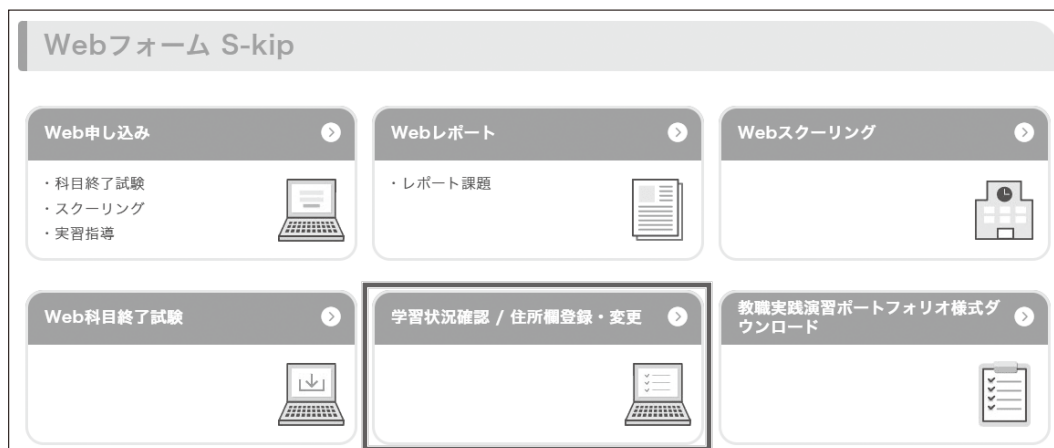 Webフォーム S-kip
Web申し込み
・科目終了試験
・スクーリング
・実習指導
Webレポート
・レポート課題
Webスクーリング
Web科目終了試験
学習状況確認 / 住所欄登録・変更
教職実践演習ポートフォリオ様式ダ
ウンロード